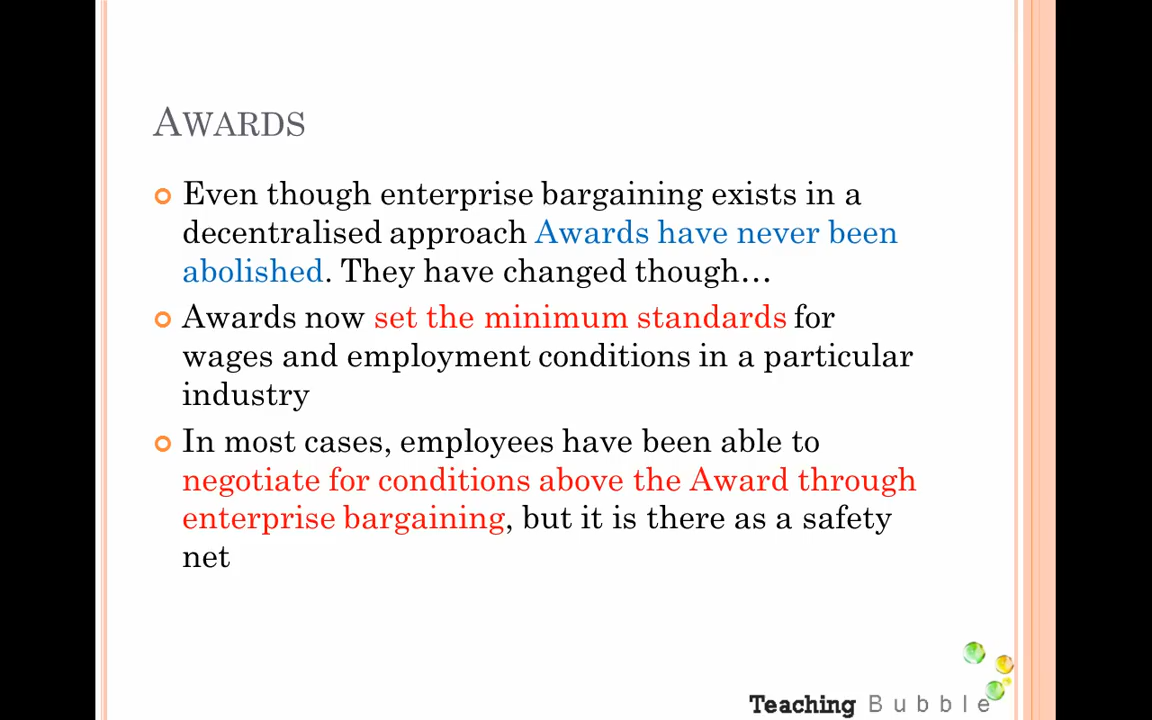 AWARDS
Even though enterprise bargaining exists in a
decentralised approach Awards have never been
abolished. They have changed though…
Awards now set the minimum standards for
wages and employment conditions in a particular
industry
In most cases, employees have been able to
negotiate for conditions above the Award through
enterprise bargaining, but it is there as a safety
net
Teaching Bubble